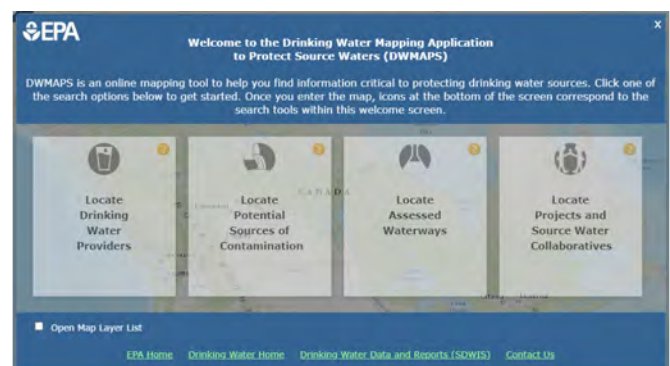 EPA
x
Welcome to the Drinking Water Mapping Application
to Protect Source Waters (DWMAPS)
DWMAPS is an online mapping tool to help you find information critical to protecting drinking water sources. Click one of
the search options below to get started. Once you enter the map, icons at the bottom of the screen correspond to the
search tools within this welcome screen.
?
?
?
?
CANADA
Locate
Drinking
Water
Providers
Locate
Potential
Sources of
Contamination
Locate
Assessed
Waterways
Locate
Projects and
Source Water
Collaboratives
Open Map Layer List
EPA Home Drinking Water Home Drinking Water Data and Reports (SDWIS) Contact Us